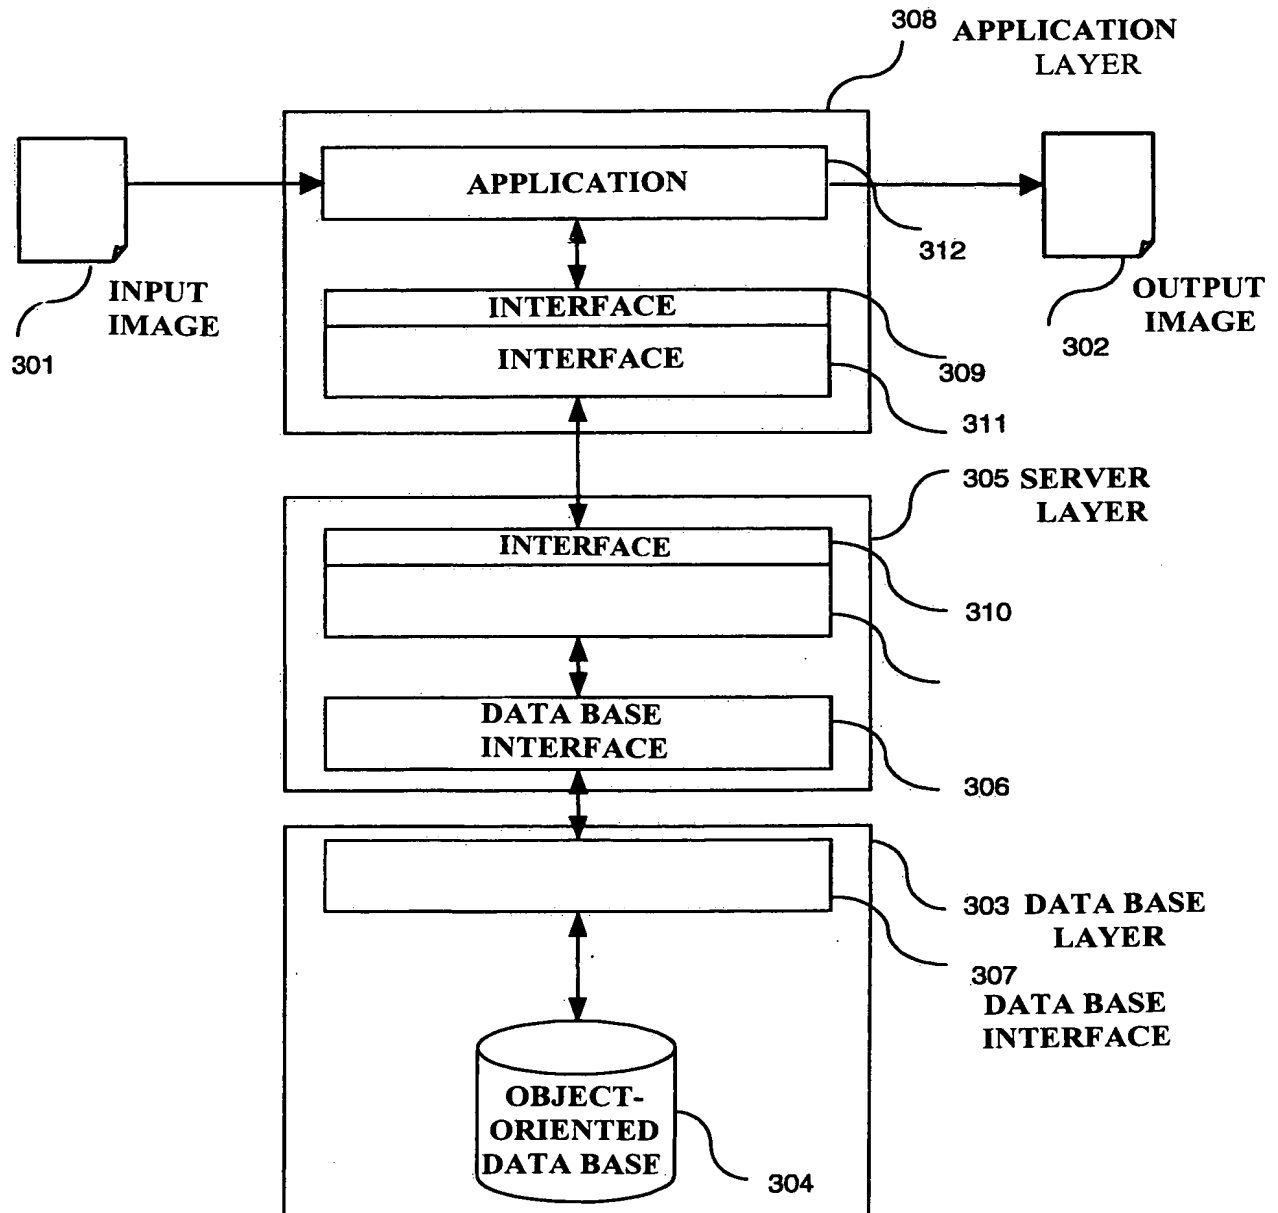 308 APPLICATION
LAYER
APPLICATION
312
INPUT
IMAGE
301
OUTPUT
IMAGE
302
INTERFACE
309
INTERFACE
311
305 SERVER
LAYER
INTERFACE
310
DATA BASE
INTERFACE
306
303 DATA BASE
LAYER
307
DATA BASE
INTERFACE
OBJECT-
ORIENTED
DATA BASE
304